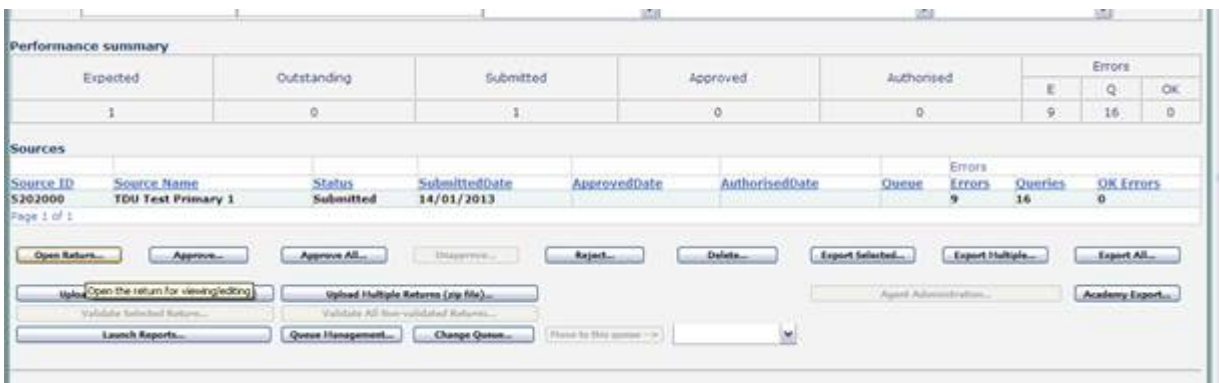 Performance summary
Expected Outstanding Submitted Approved Authorised Errors
E Q OK
1 0 1 0 0 9 16 0
Sources
Errors
Source ID Source Name Status SubmittedDate ApprovedDate AuthorisedDate Queue Errors Queries OK Errors
5202000 TDU Test Primary 1 Submitted 14/01/2013 9 16 0
Page 1 of 1
Open Return... Approve... Approve All... Unapprove... Reject... Delete... Export Selected... Export Multiple... Export All...
Uploa Open the return for viewing/editing Upload Multiple Returns (zip file)... Agent Administration... Academy Export...
Validate Selected Return... Validate All Non-validated Returns...
Launch Reports... Queue Management... Change Queue... Move to this queue -->